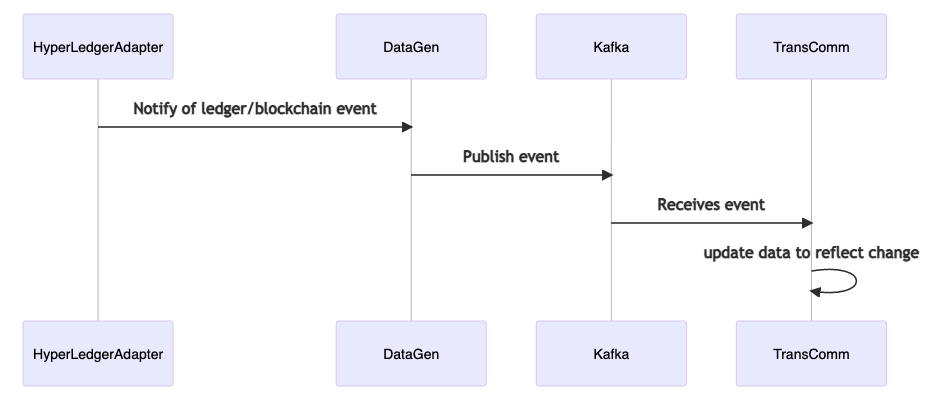 HyperLedgerAdapter
DataGen
Kafka
TransComm
Notify of ledger/blockchain event
Publish event
Receives event
update data to reflect change
HyperLedgerAdapter
DataGen
Kafka
TransComm